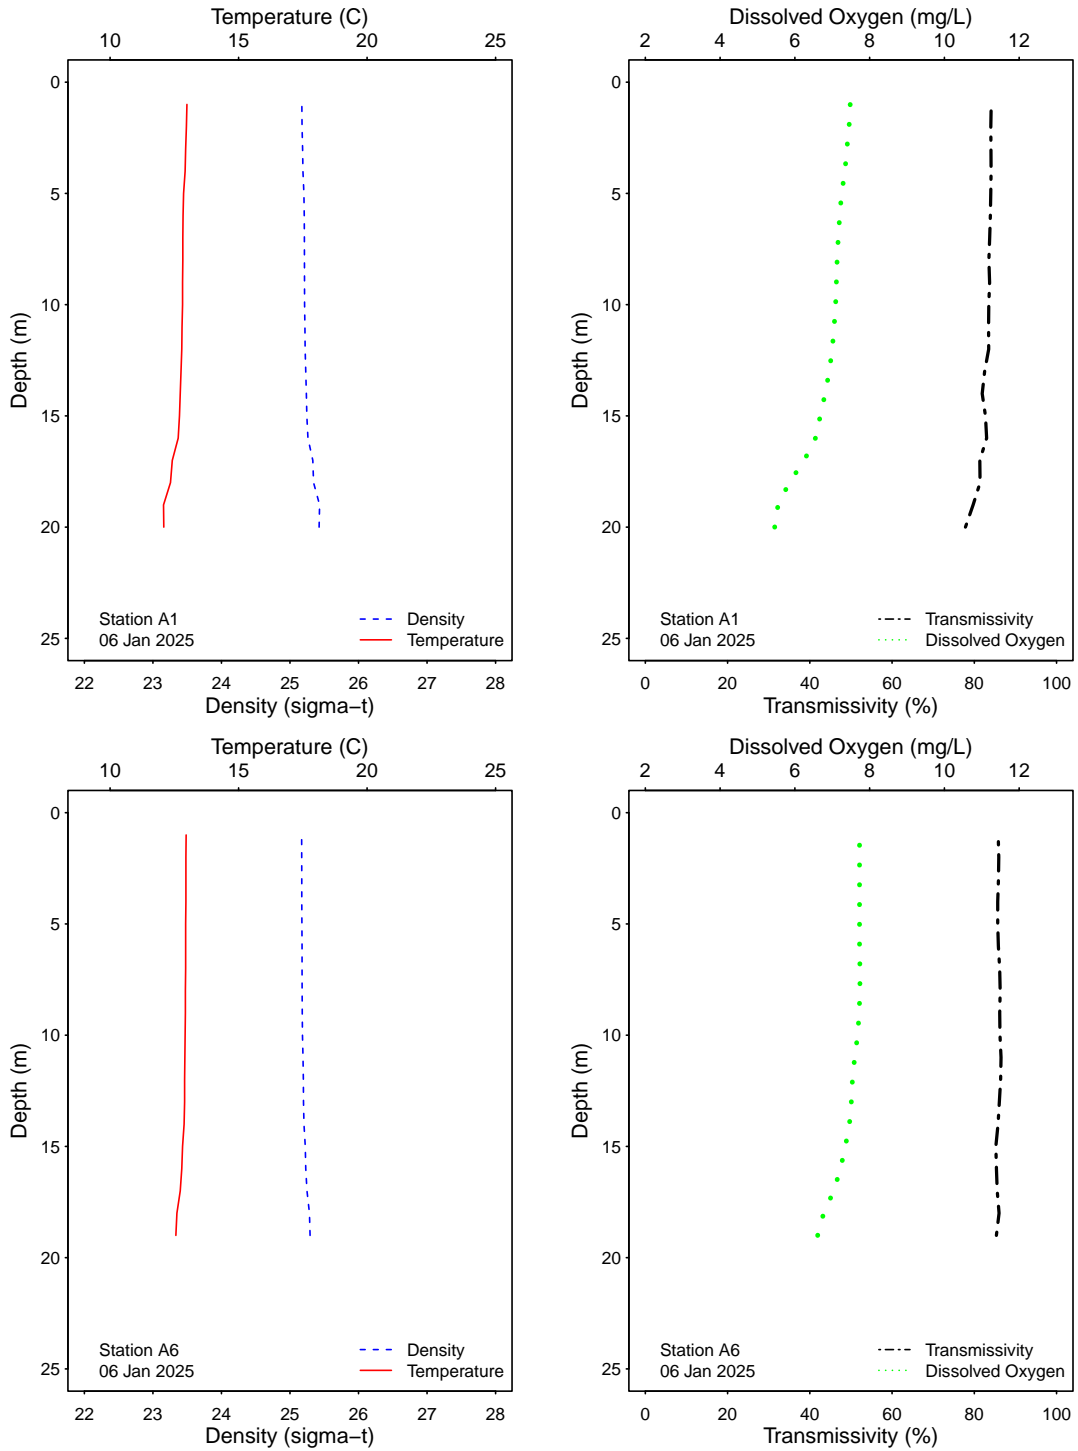 Temperature (C)
10 15 20 25
Depth (m)
0
5
10
15
20
25
Station A1
06 Jan 2025
Density
Temperature
22 23 24 25 26 27 28
Density (sigma−t)
Dissolved Oxygen (mg/L)
2 4 6 8 10 12
Depth (m)
0
5
10
15
20
25
Station A1
06 Jan 2025
Transmissivity
Dissolved Oxygen
0 20 40 60 80 100
Transmissivity (%)
Temperature (C)
10 15 20 25
Depth (m)
0
5
10
15
20
25
Station A6
06 Jan 2025
Density
Temperature
22 23 24 25 26 27 28
Density (sigma−t)
Dissolved Oxygen (mg/L)
2 4 6 8 10 12
Depth (m)
0
5
10
15
20
25
Station A6
06 Jan 2025
Transmissivity
Dissolved Oxygen
0 20 40 60 80 100
Transmissivity (%)